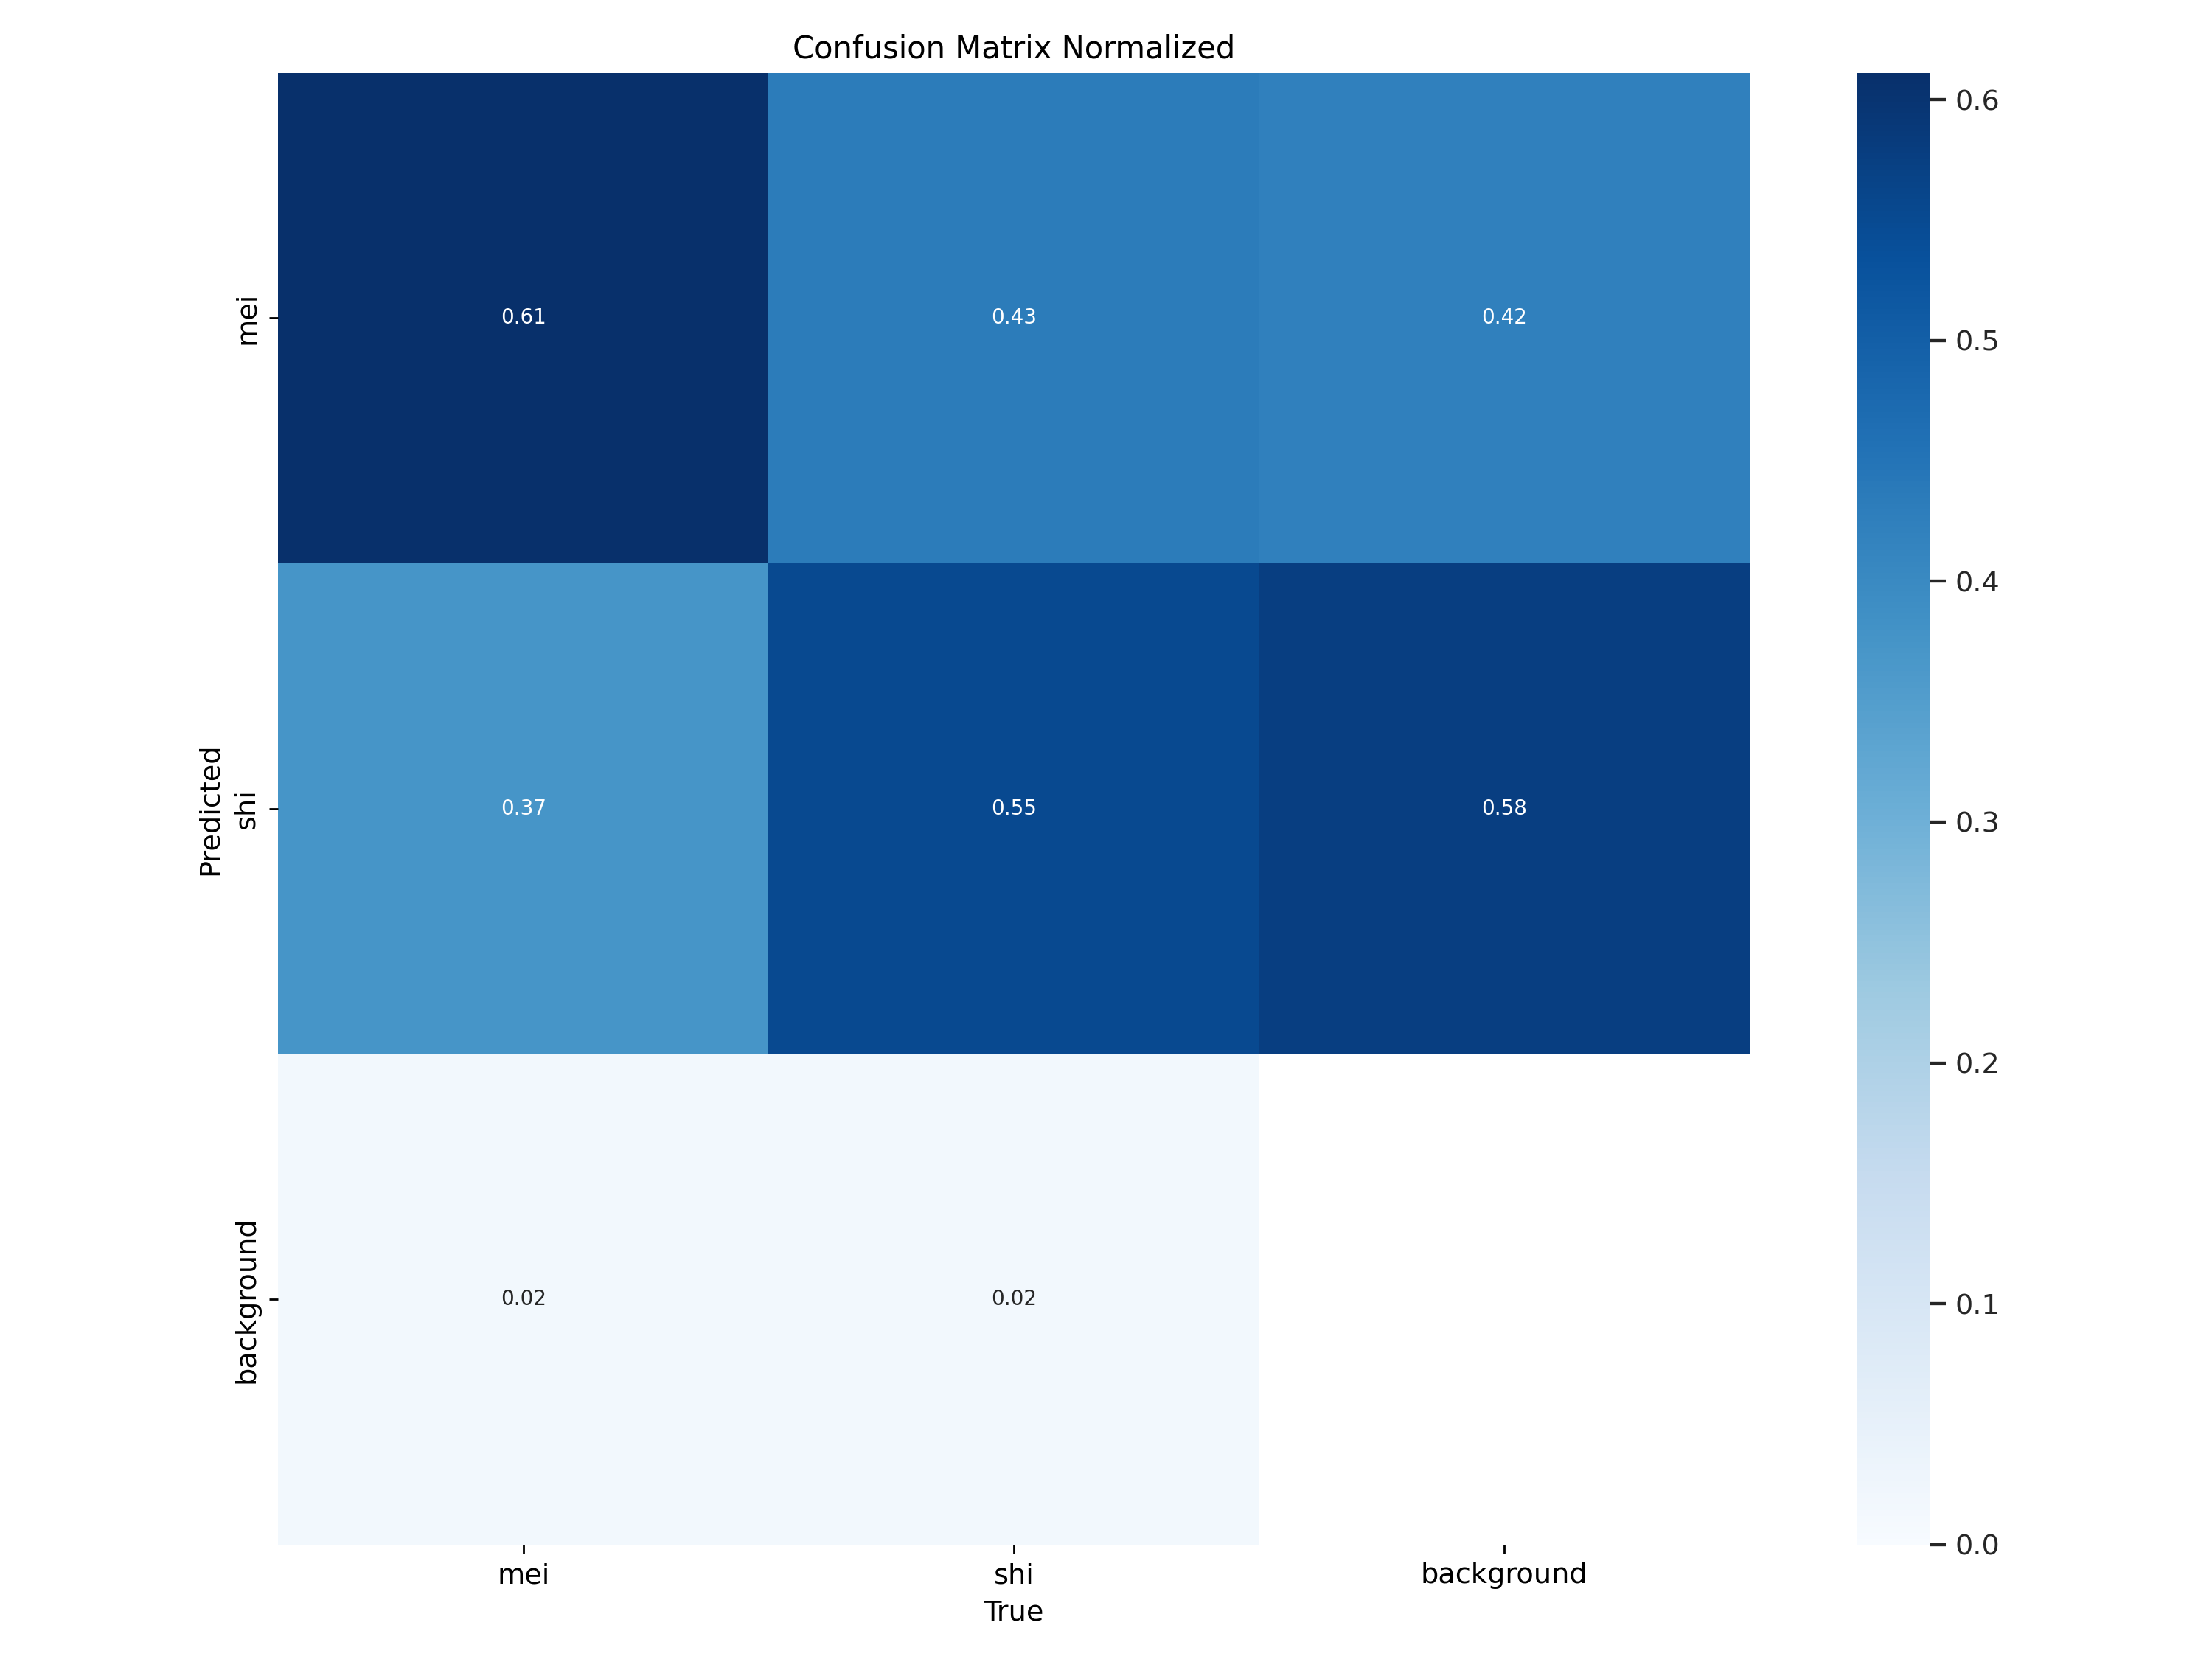 Confusion Matrix Normalized
mei
0.61
0.43
0.42
shi
0.37
0.55
0.58
background
0.02
0.02
Predicted
mei
shi
background
True
0.6
0.5
0.4
0.3
0.2
0.1
0.0